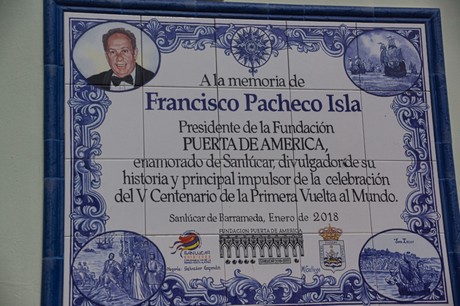 A la memoria de
Francisco Pacheco Isla
Presidente de la Fundación
PUERTA DE AMERICA,
enamorado de Sanlúcar, divulgador de su
historia y principal impulsor de la celebración
del V Centenario de la Primera Vuelta al Mundo.
Sanlúcar de Barrameda, Enero de 2018
FUNDACION PUERTA DE AMERICA
SANLUCAR